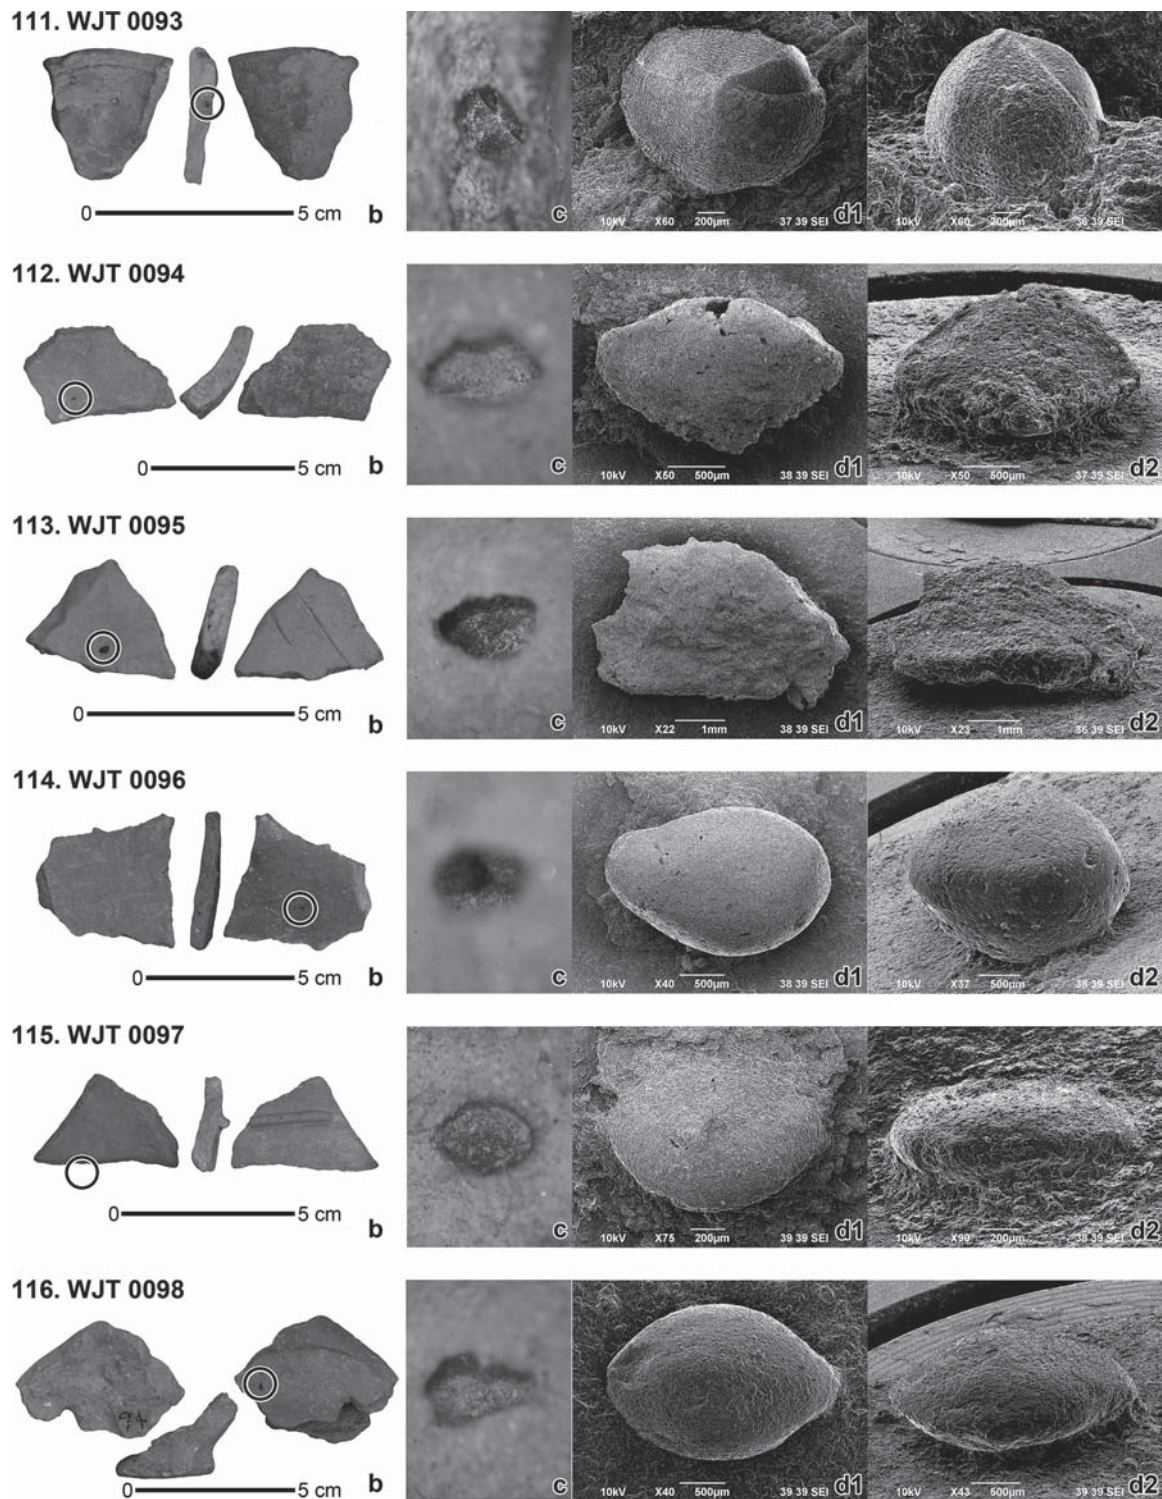 111. WJT 0093
0 5 cm b c
10kV X60 200µm 37 39 SEI d1
10kV X60 200µm 36 39 SEI
112. WJT 0094
0 5 cm b c
10kV X50 500µm 38 39 SEI d1
10kV X50 500µm 37 39 SEI d2
113. WJT 0095
0 5 cm b c
10kV X22 1mm 38 39 SEI d1
10kV X23 1mm 36 39 SEI d2
114. WJT 0096
0 5 cm b c
10kV X40 500µm 38 39 SEI d1
10kV X37 500µm 38 39 SEI d2
115. WJT 0097
0 5 cm b c
10kV X75 200µm 39 39 SEI d1
10kV X90 200µm 38 39 SEI d2
116. WJT 0098
94
0 5 cm b c
10kV X40 500µm 39 39 SEI d1
10kV X43 500µm 39 39 SEI d2